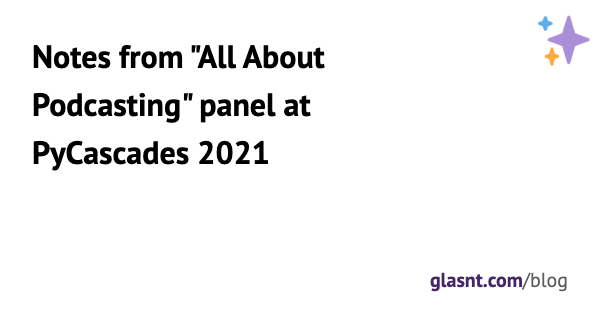 Notes from "All About
Podcasting" panel at
PyCascades 2021
glasnt.com/blog